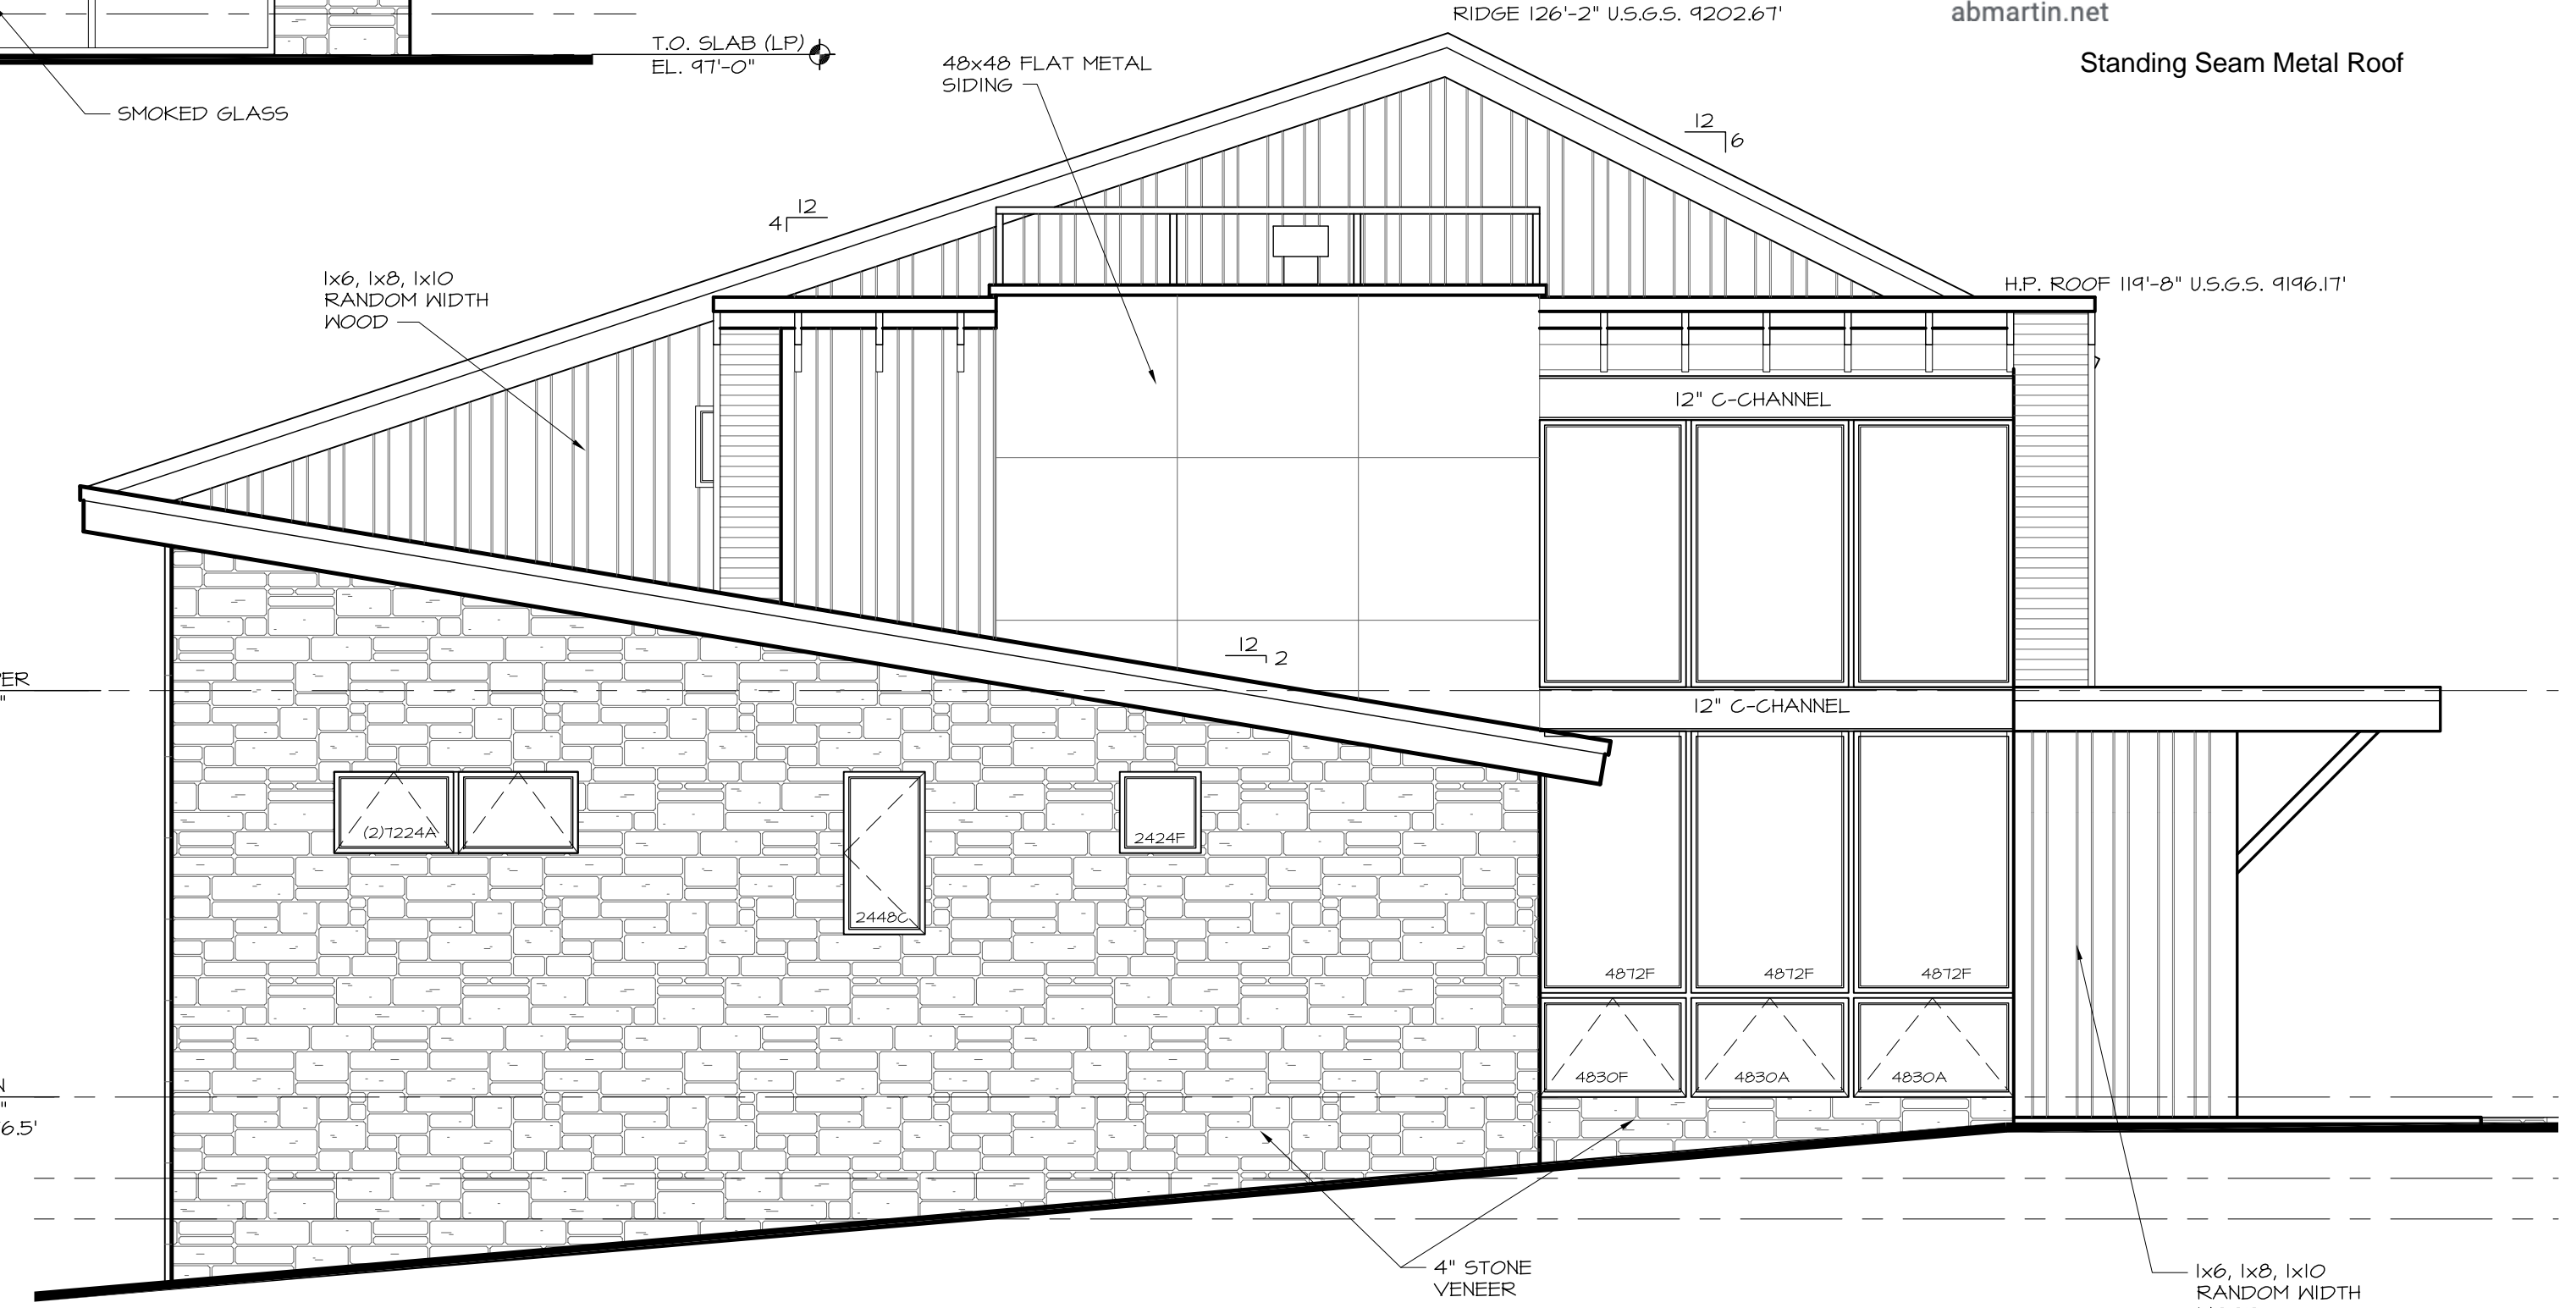 RIDGE 126'-2" U.S.G.S. 9202.67'
abmartin.net
T.O. SLAB (LP)
EL. 97'-0"
48x48 FLAT METAL
SIDING
Standing Seam Metal Roof
SMOKED GLASS
12
6
12
4
1x6, 1x8, 1x10
RANDOM WIDTH
WOOD
H.P. ROOF 119'-8" U.S.G.S. 9196.17'
12" C-CHANNEL
12
2
12" C-CHANNEL
(2)7224A
2424F
2448C
4872F
4872F
4872F
4830F
4830A
4830A
6.5'
4" STONE
VENEER
1x6, 1x8, 1x10
RANDOM WIDTH